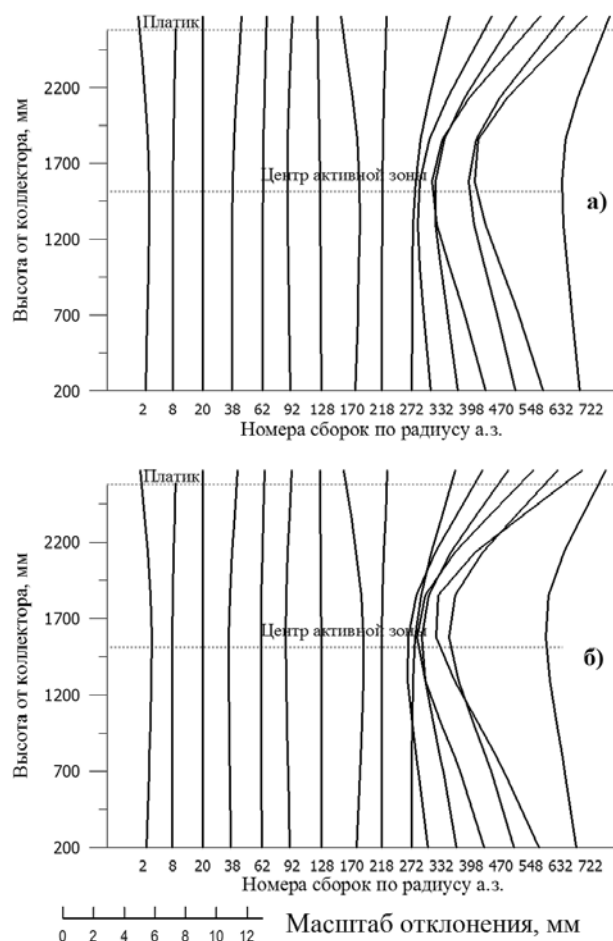 Платик
2200
1700
Центр активной зоны
а)
1200
700
200
Высота от коллектора, мм
2 8 20 38 62 92 128 170 218 272 332 398 470 548 632 722
Номера сборок по радиусу а.з.
Платик
2200
1700
Центр активной зоны
б)
1200
700
200
Высота от коллектора, мм
2 8 20 38 62 92 128 170 218 272 332 398 470 548 632 722
Номера сборок по радиусу а.з.
0 2 4 6 8 10 12
Масштаб отклонения, мм